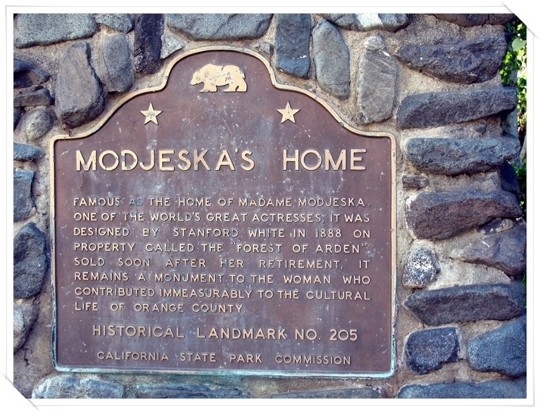 MODJESKA'S HOME
FAMOUS AS THE HOME OF MADAME MODJESKA,
ONE OF THE WORLD'S GREAT ACTRESSES, IT WAS
DESIGNED BY STANFORD WHITE IN 1888 ON
PROPERTY CALLED THE "FOREST OF ARDEN".
SOLD SOON AFTER HER RETIREMENT, IT
REMAINS A MONUMENT TO THE WOMAN WHO
CONTRIBUTED IMMEASURABLY TO THE CULTURAL
LIFE OF ORANGE COUNTY.
HISTORICAL LANDMARK NO. 205
CALIFORNIA STATE PARK COMMISSION